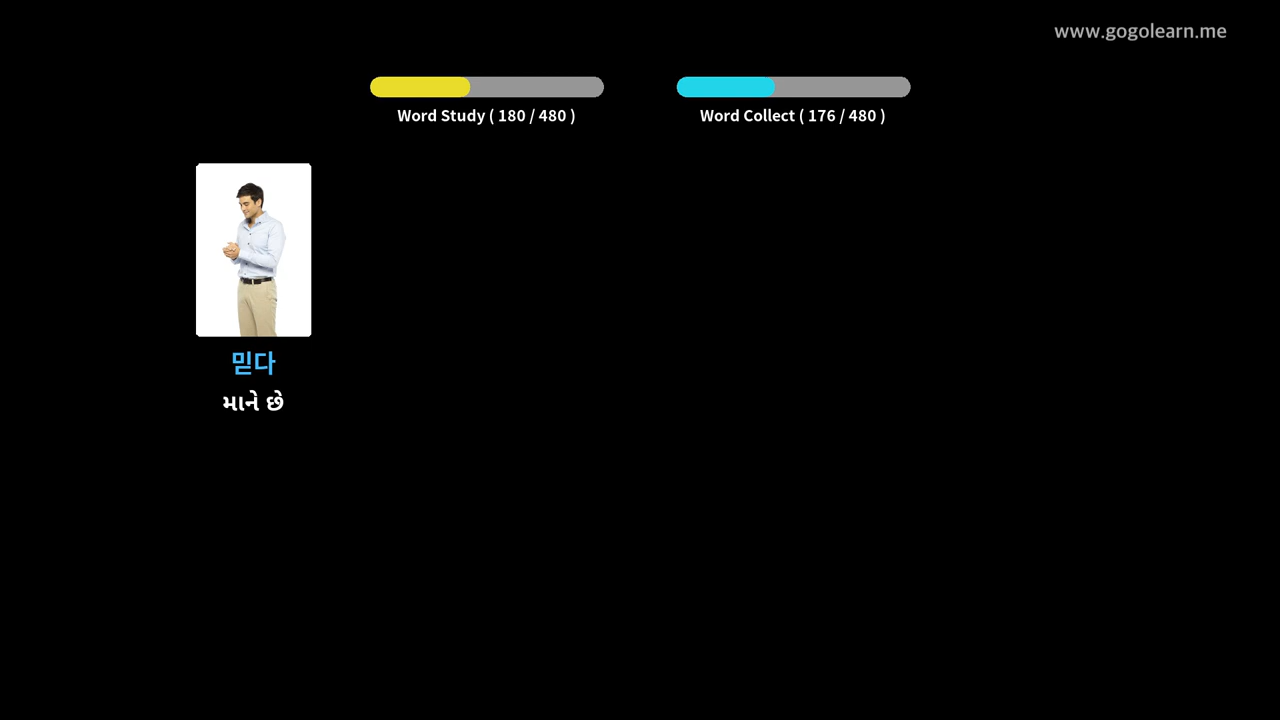 www.gogolearn.me
Word Study ( 180 / 480 )
Word Collect ( 176 / 480 )
믿다
માને છે